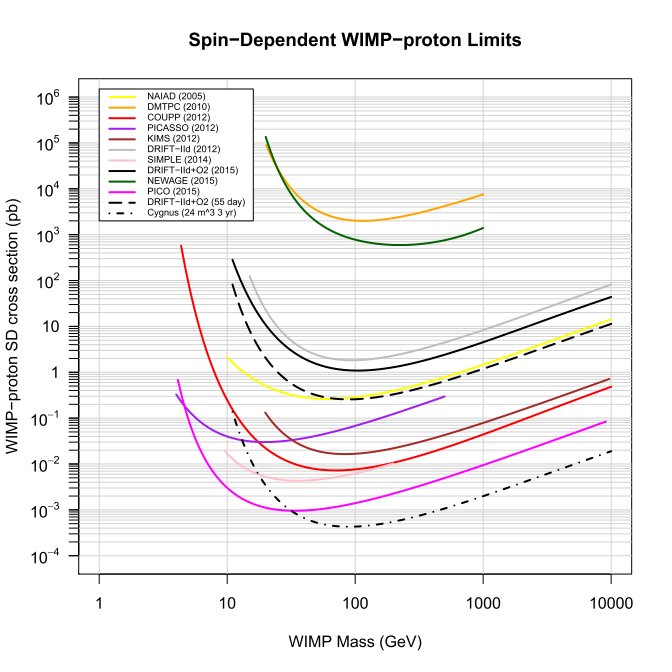 Spin−Dependent WIMP−proton Limits
WIMP−proton SD cross section (pb)
10^6
10^5
10^4
10^3
10^2
10
1
10^−1
10^−2
10^−3
10^−4
NAIAD (2005)
DMTPC (2010)
COUPP (2012)
PICASSO (2012)
KIMS (2012)
DRIFT−IId (2012)
SIMPLE (2014)
DRIFT−IId+O2 (2015)
NEWAGE (2015)
PICO (2015)
DRIFT−IId+O2 (55 day)
Cygnus (24 m^3 3 yr)
1 10 100 1000 10000
WIMP Mass (GeV)